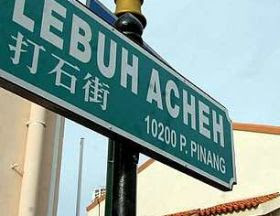 LEBUH ACHEH
打石街
10200 P. PINANG